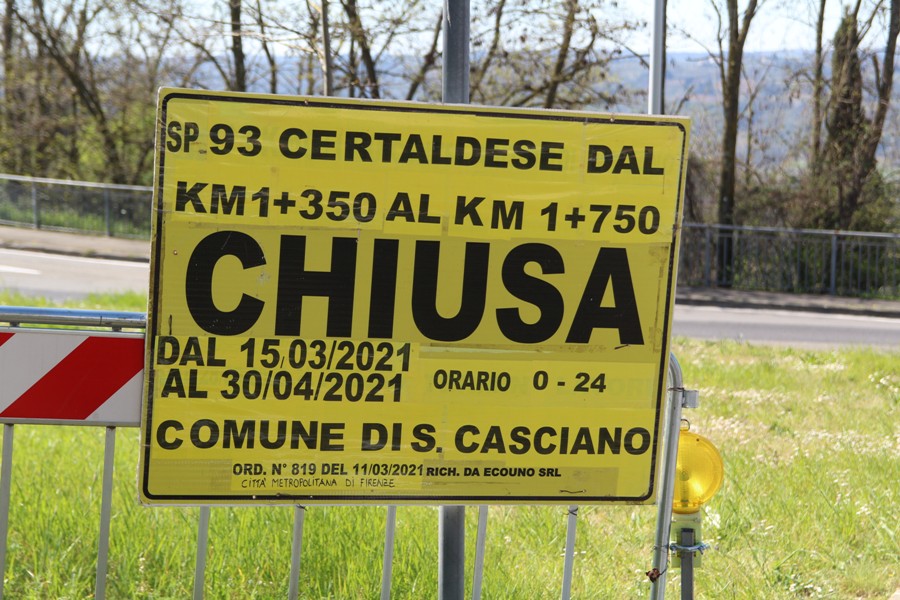 SP 93 CERTALDESE DAL
KM 1+350 AL KM 1+750
CHIUSA
DAL 15/03/2021
AL 30/04/2021 ORARIO 0 - 24
COMUNE DI S. CASCIANO
ORD. N° 819 DEL 11/03/2021 RICH. DA ECOUNO SRL
CITTA' METROPOLITANA DI FIRENZE